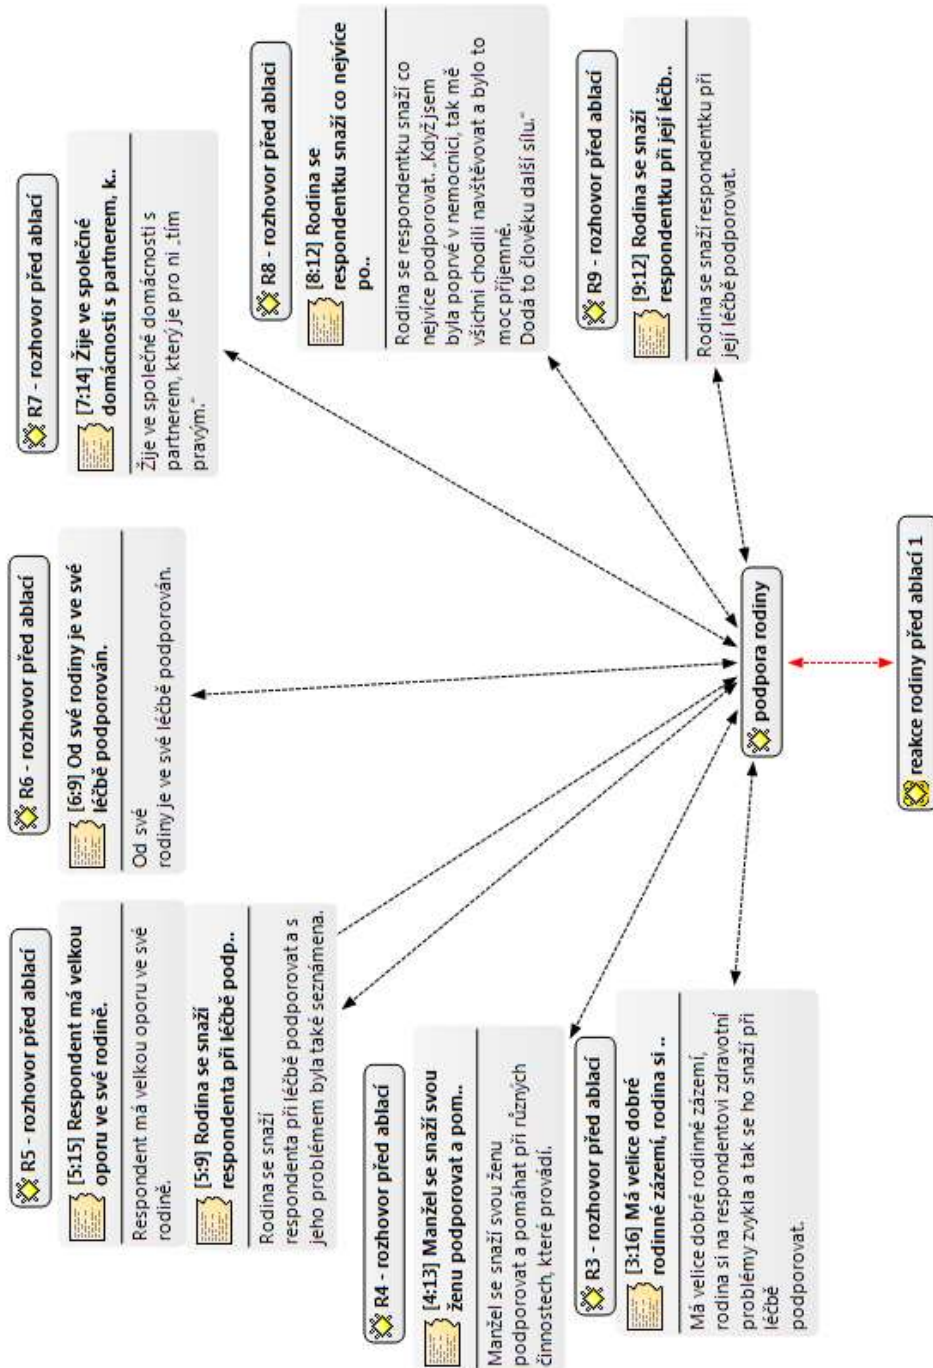 R5 - rozhovor před ablací
[5:15] Respondent má velkou
oporu ve své rodině.
Respondent má velkou oporu ve své
rodině.
[5:9] Rodina se snaží
respondenta při léčbě podp..
Rodina se snaží
respondenta při léčbě podporovat a s
jeho problémem byla také seznámena.
R6 - rozhovor před ablací
[6:9] Od své rodiny je ve své
léčbě podporován.
Od své
rodiny je ve své léčbě podporován.
R7 - rozhovor před ablací
[7:14] Žije ve společné
domácnosti s partnerem, k..
Žije ve společné domácnosti s
partnerem, který je pro ni „tím
pravým.“
R8 - rozhovor před ablací
[8:12] Rodina se
respondentku snaží co nejvíce
po..
Rodina se respondentku snaží co
nejvíce podporovat. „Když jsem
byla poprvé v nemocnici, tak mě
všichni chodili navštěvovat a bylo to
moc příjemné.
Dodá to člověku další sílu.“
R4 - rozhovor před ablací
[4:13] Manžel se snaží svou
ženu podporovat a pom..
Manžel se snaží svou ženu
podporovat a pomáhat při různých
činnostech, které provádí.
R3 - rozhovor před ablací
[3:16] Má velice dobré
rodinné zázemí, rodina si ..
Má velice dobré rodinné zázemí,
rodina si na respondentovi zdravotní
problémy zvykla a tak se ho snaží při
léčbě
podporovat.
R9 - rozhovor před ablací
[9:12] Rodina se snaží
respondentku při její léčb..
Rodina se snaží respondentku při
její léčbě podporovat.
podpora rodiny
reakce rodiny před ablací 1